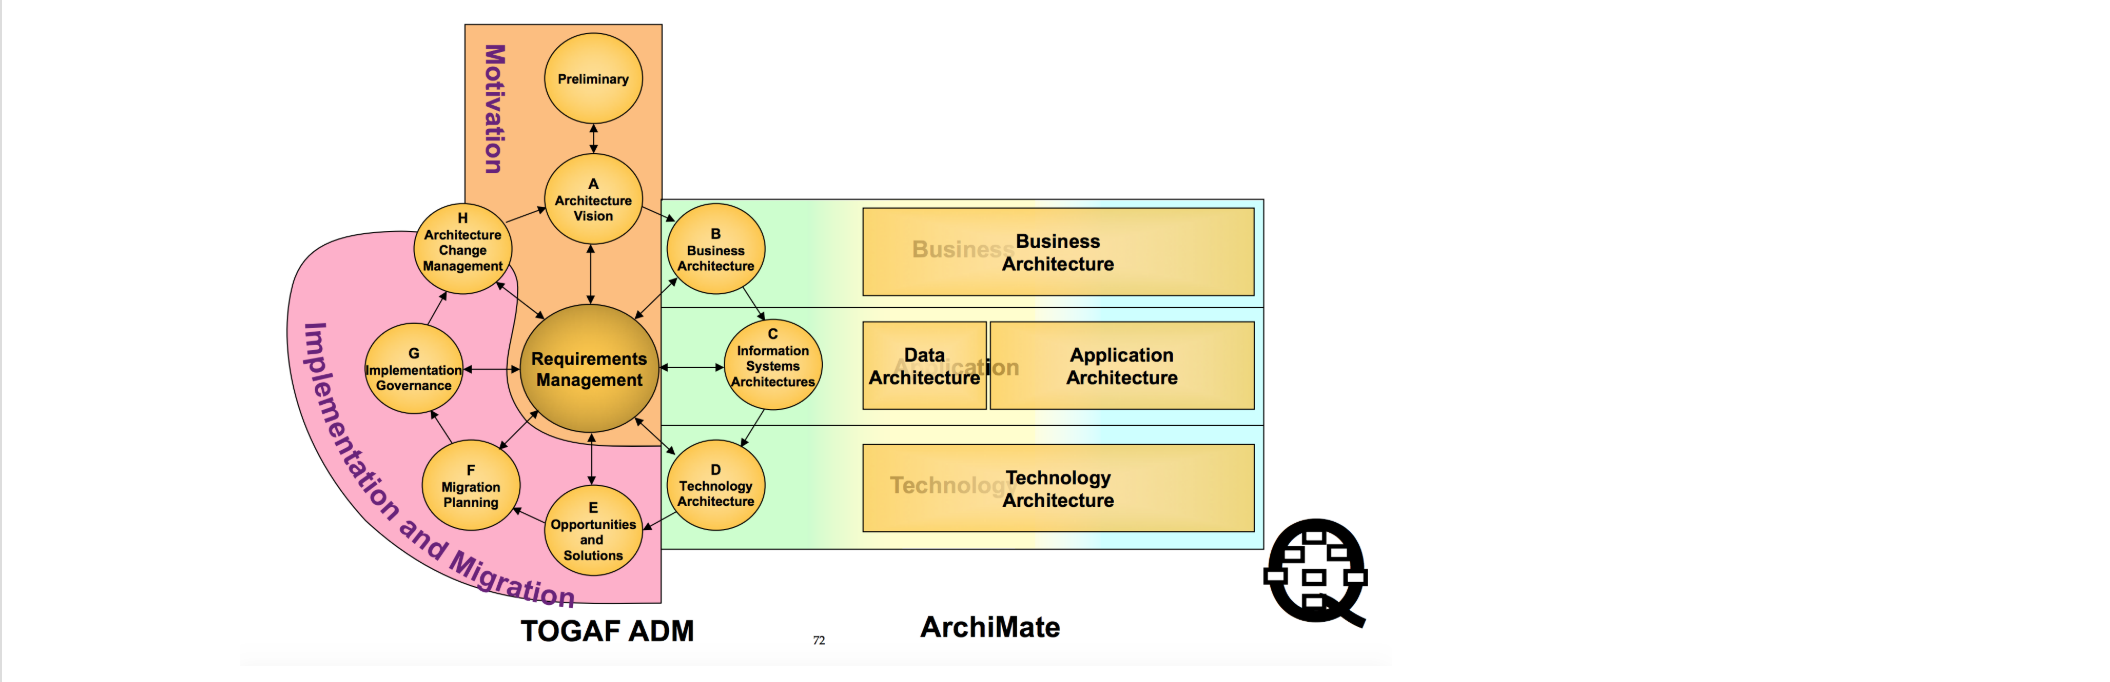 Motivation
Preliminary
A
Architecture
Vision
H
Architecture
Change
Management
B
Business
Architecture
Business
Business
Architecture
Requirements
Management
C
Information
Systems
Architectures
Application
Data
Architecture
Application
Architecture
G
Implementation
Governance
F
Migration
Planning
E
Opportunities
and
Solutions
D
Technology
Architecture
Technology
Technology
Architecture
Implementation and Migration
TOGAF ADM
72
ArchiMate